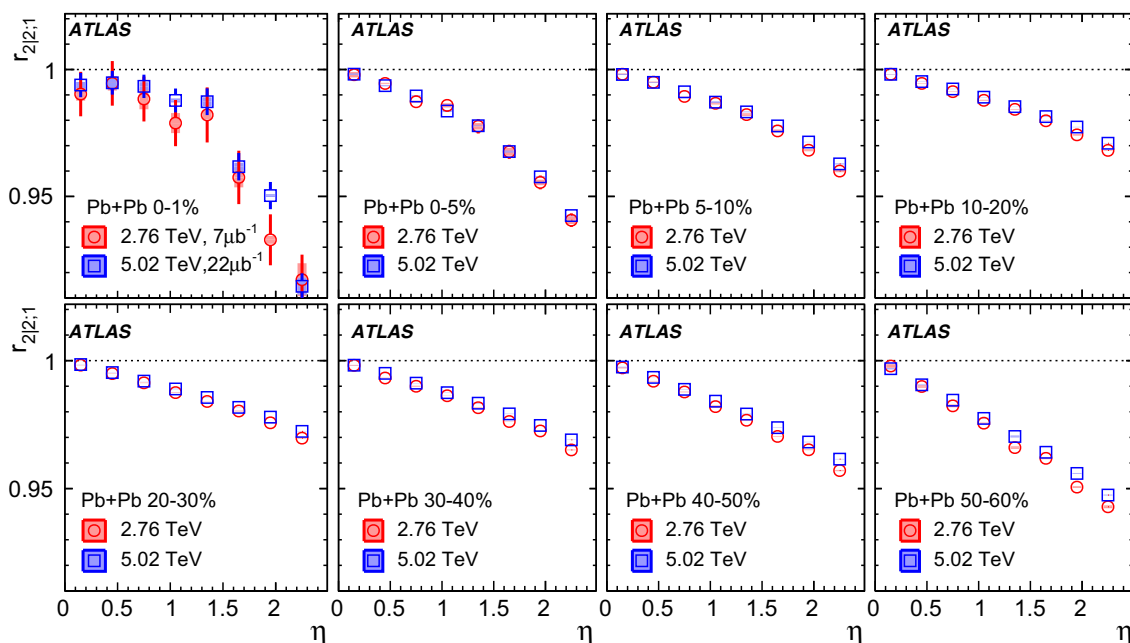 r2|2;1
1
0.95
ATLAS
Pb+Pb 0-1%
2.76 TeV, 7μb-1
5.02 TeV,22μb-1
ATLAS
Pb+Pb 0-5%
2.76 TeV
5.02 TeV
ATLAS
Pb+Pb 5-10%
2.76 TeV
5.02 TeV
ATLAS
Pb+Pb 10-20%
2.76 TeV
5.02 TeV
r2|2;1
1
0.95
ATLAS
Pb+Pb 20-30%
2.76 TeV
5.02 TeV
ATLAS
Pb+Pb 30-40%
2.76 TeV
5.02 TeV
ATLAS
Pb+Pb 40-50%
2.76 TeV
5.02 TeV
ATLAS
Pb+Pb 50-60%
2.76 TeV
5.02 TeV
0 0.5 1 1.5 2 0 0.5 1 1.5 2 0 0.5 1 1.5 2 0 0.5 1 1.5 2
η η η η